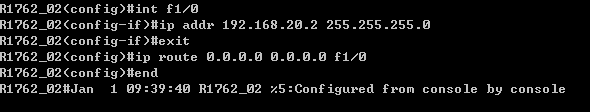 R1762_02(config)#int f1/0
R1762_02(config-if)#ip addr 192.168.20.2 255.255.255.0
R1762_02(config-if)#exit
R1762_02(config)#ip route 0.0.0.0 0.0.0.0 f1/0
R1762_02(config)#end
R1762_02#Jan  1 09:39:40 R1762_02 %5:Configured from console by console